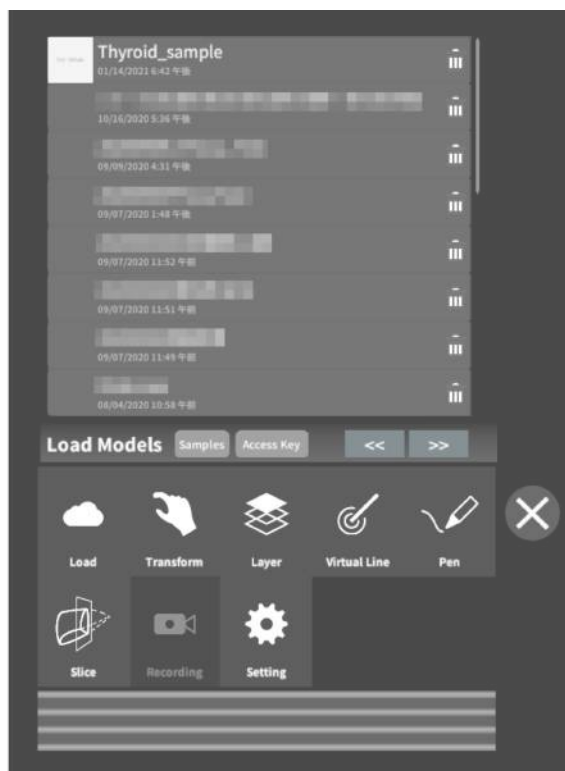 Thyroid_sample
01/14/2021 6:42 午後
10/16/2020 5:36 午後
09/09/2020 4:31 午後
09/07/2020 1:48 午後
09/07/2020 11:52 午前
09/07/2020 11:51 午前
09/07/2020 11:49 午前
08/04/2020 10:58 午前
Load Models Samples Access Key << >>
Load Transform Layer Virtual Line Pen
Slice Recording Setting